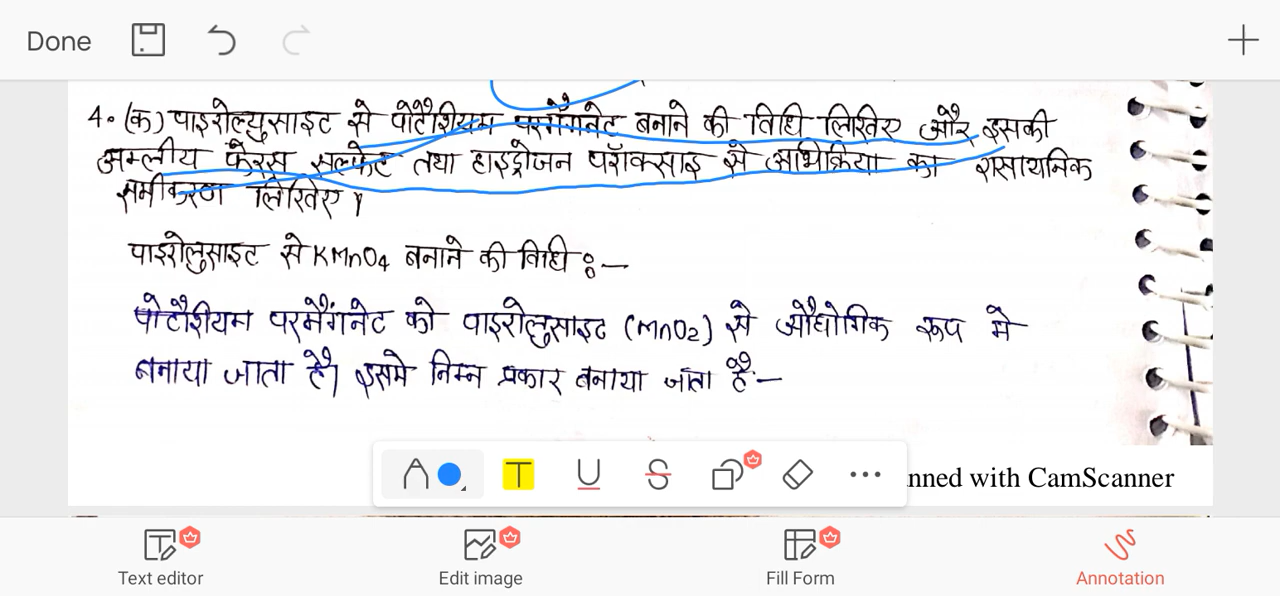 Done
4. (क) पाइरोल्युसाइट से पोटैशियम परमैंगनेट बनाने की विधि लिखिए और इसकी
अम्लीय फेरस सल्फेट तथा हाइड्रोजन परॉक्साइड से अभिक्रिया का रासायनिक
समीकरण लिखिए।
पाइरोलुसाइट से KMnO4 बनाने की विधि :—
पोटैशियम परमैंगनेट को पाइरोलुसाइट (MnO2) से औद्योगिक रूप मे
बनाया जाता है। इसमे निम्न प्रकार बनाया जाता है:—
nned with CamScanner
Text editor
Edit image
Fill Form
Annotation